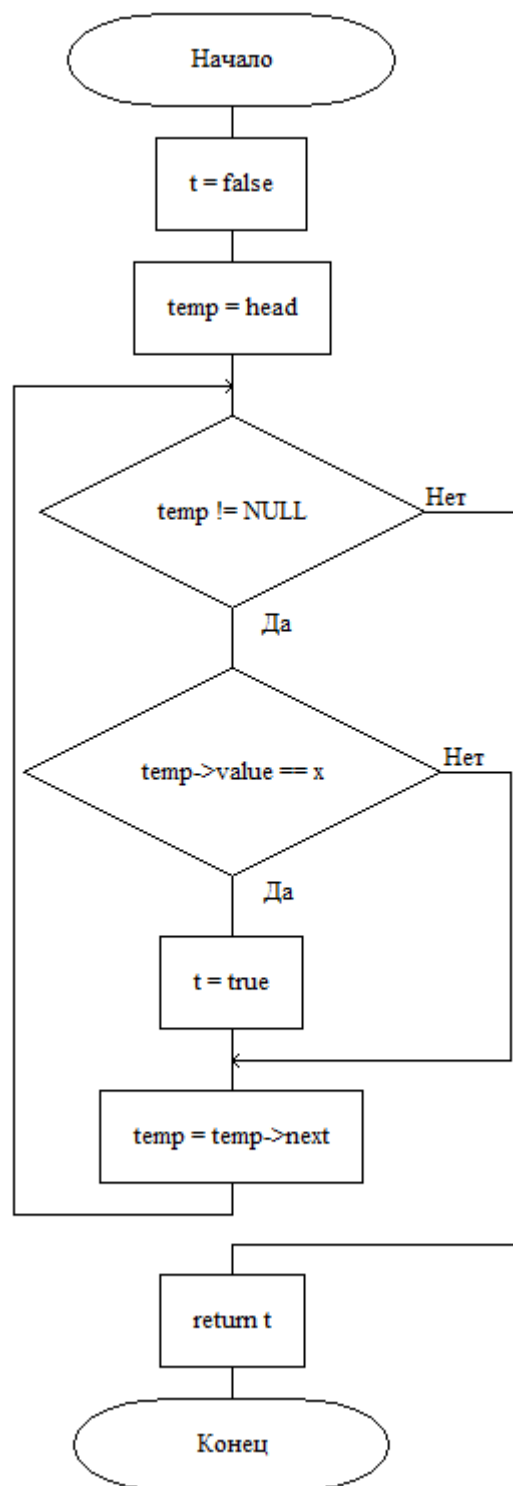 Начало
t = false
temp = head
temp != NULL
Нет
Да
temp->value == x
Нет
Да
t = true
temp = temp->next
return t
Конец